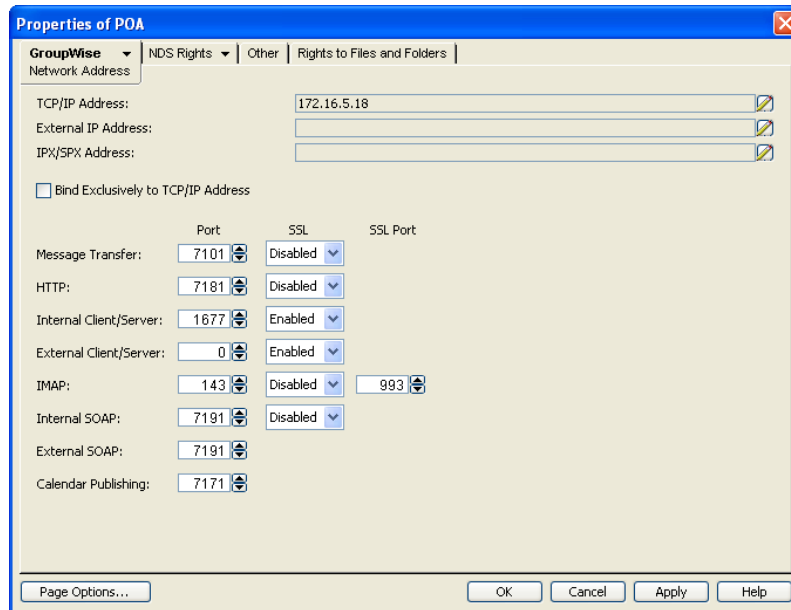 Properties of POA
GroupWise NDS Rights Other Rights to Files and Folders
Network Address
TCP/IP Address: 172.16.5.18
External IP Address:
IPX/SPX Address:
Bind Exclusively to TCP/IP Address
Port SSL SSL Port
Message Transfer: 7101 Disabled
HTTP: 7181 Disabled
Internal Client/Server: 1677 Enabled
External Client/Server: 0 Enabled
IMAP: 143 Disabled 993
Internal SOAP: 7191 Disabled
External SOAP: 7191
Calendar Publishing: 7171
Page Options... OK Cancel Apply Help